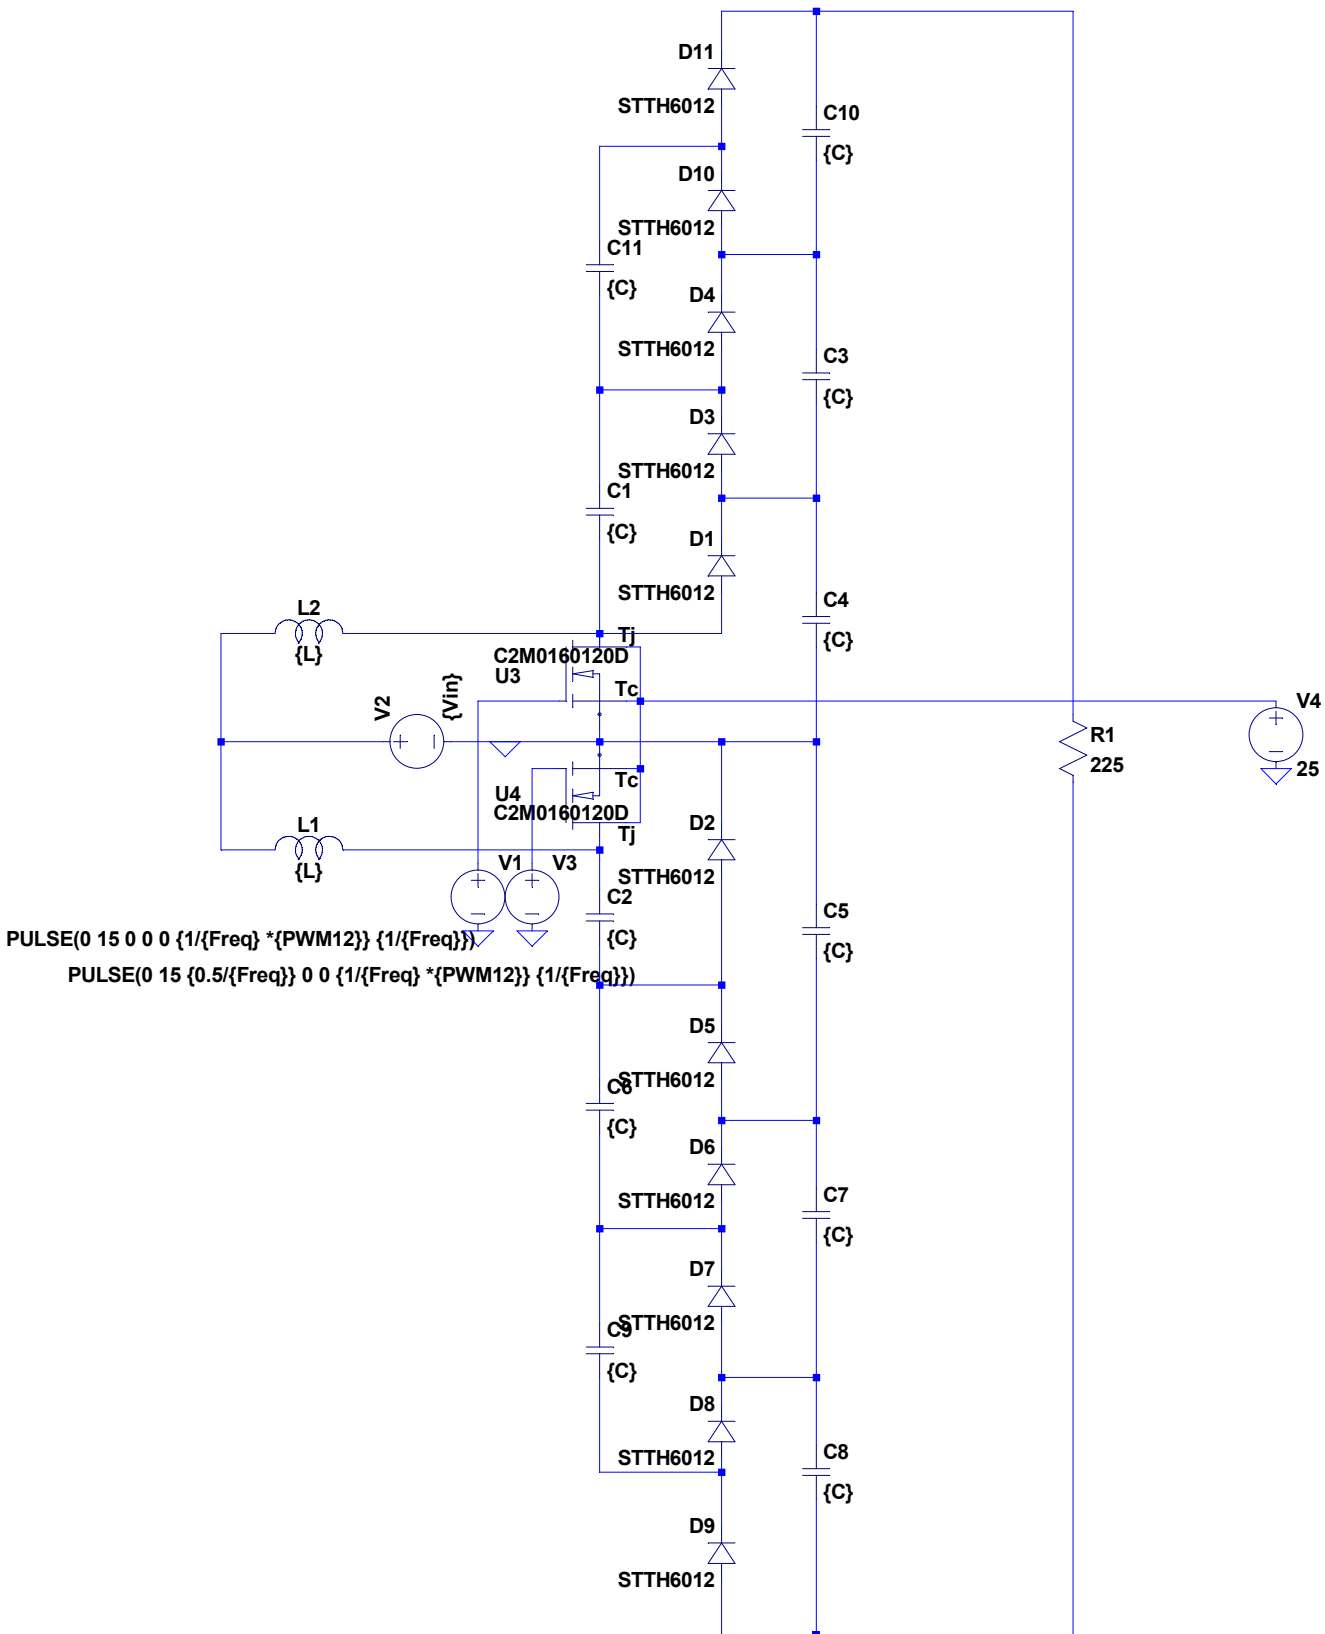 D11
STTH6012
C10
{C}
D10
STTH6012
C11
{C}
D4
STTH6012
C3
{C}
D3
STTH6012
C1
{C}
D1
STTH6012
C4
{C}
L2
{L}
Tj
C2M0160120D
U3
Tc
V2
{Vin}
V4
25
R1
225
Tc
U4
C2M0160120D
Tj
L1
{L}
D2
STTH6012
V1
V3
C2
{C}
C5
{C}
PULSE(0 15 0 0 0 {1/{Freq} *{PWM12}} {1/{Freq}})
PULSE(0 15 {0.5/{Freq}} 0 0 {1/{Freq} *{PWM12}} {1/{Freq}})
D5
STTH6012
C6
{C}
D6
STTH6012
C7
{C}
D7
STTH6012
C9
{C}
D8
STTH6012
C8
{C}
D9
STTH6012